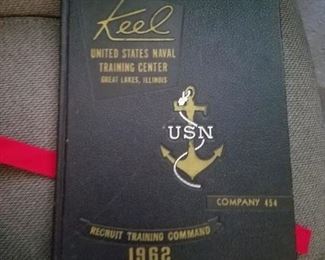 Keel
UNITED STATES NAVAL
TRAINING CENTER
GREAT LAKES, ILLINOIS
USN
COMPANY 454
RECRUIT TRAINING COMMAND
1962